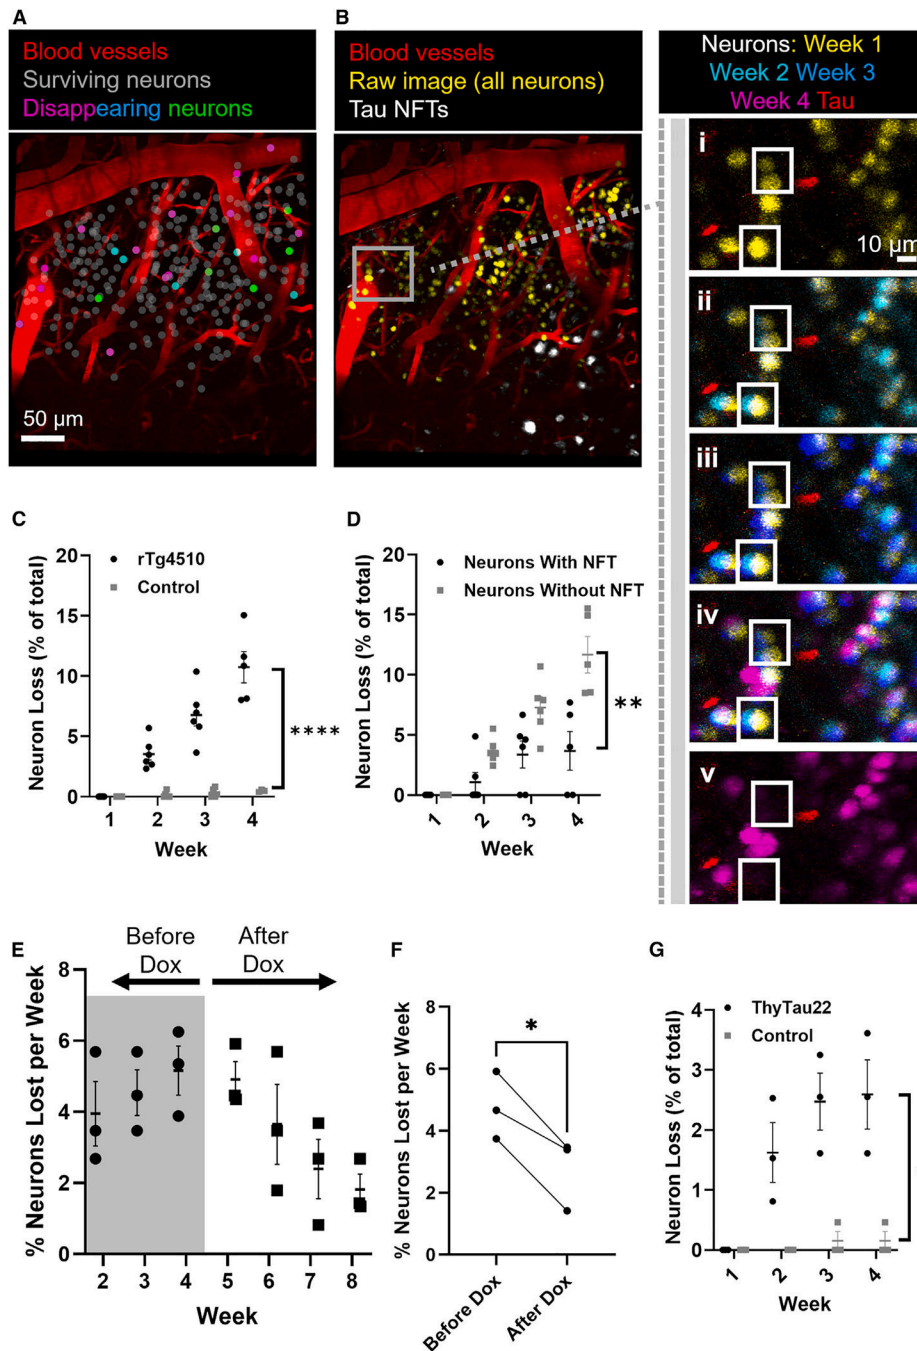 A
Blood vessels
Surviving neurons
Disappearing neurons
50 µm
B
Blood vessels
Raw image (all neurons)
Tau NFTs
Neurons: Week 1
Week 2 Week 3
Week 4 Tau
i
10 µm
ii
iii
iv
v
C
Neuron Loss (% of total)
20
15
10
5
0
rTg4510
Control
****
1 2 3 4
Week
D
Neuron Loss (% of total)
20
15
10
5
0
Neurons With NFT
Neurons Without NFT
**
1 2 3 4
Week
E
Before
Dox
After
Dox
% Neurons Lost per Week
8
6
4
2
0
2 3 4 5 6 7 8
Week
F
% Neurons Lost per Week
8
6
4
2
0
*
Before Dox
After Dox
G
Neuron Loss (% of total)
4
3
2
1
0
ThyTau22
Control
1 2 3 4
Week